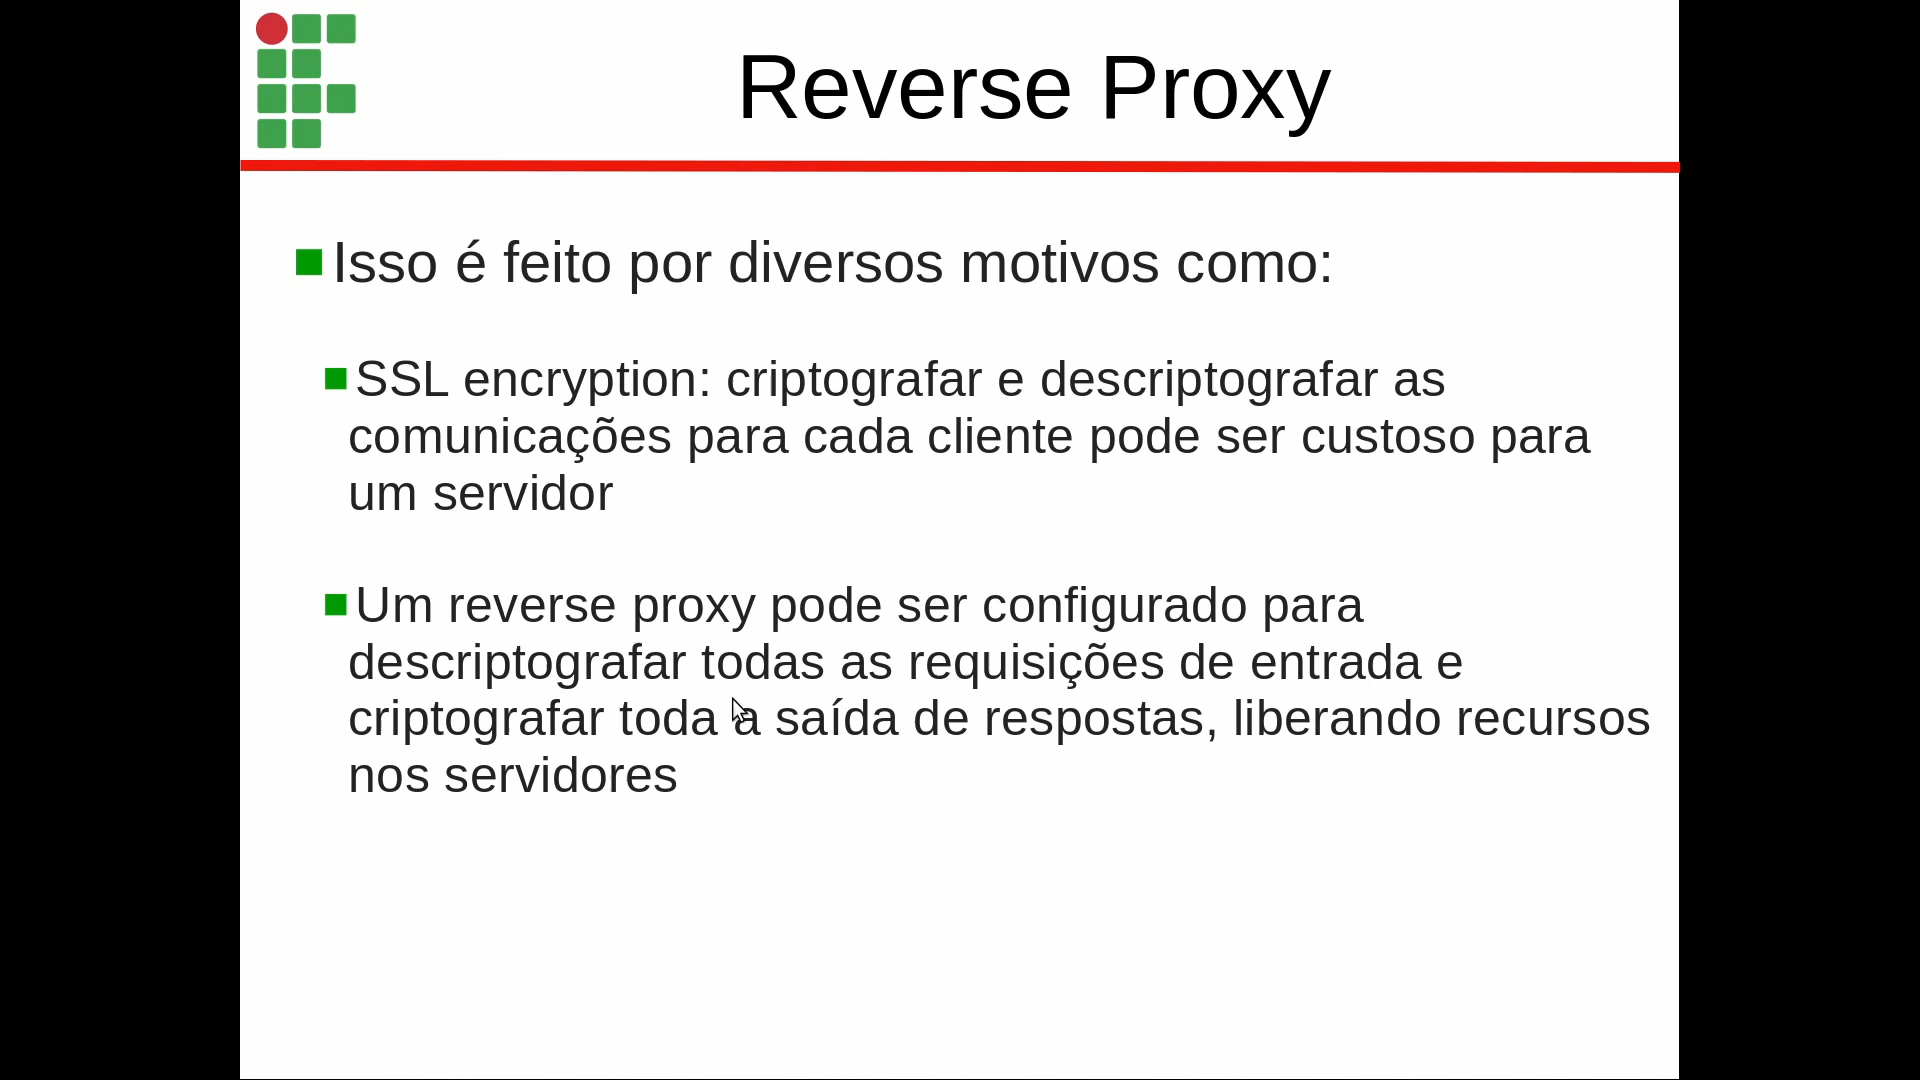 Reverse Proxy
Isso é feito por diversos motivos como:
SSL encryption: criptografar e descriptografar as
comunicações para cada cliente pode ser custoso para
um servidor
Um reverse proxy pode ser configurado para
descriptografar todas as requisições de entrada e
criptografar toda a saída de respostas, liberando recursos
nos servidores